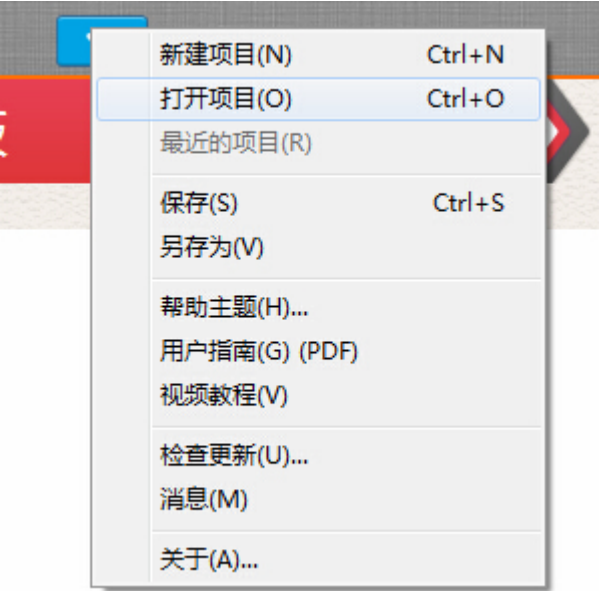 新建项目(N) Ctrl+N
打开项目(O) Ctrl+O
最近的项目(R)
保存(S) Ctrl+S
另存为(V)
帮助主题(H)...
用户指南(G) (PDF)
视频教程(V)
检查更新(U)...
消息(M)
关于(A)...